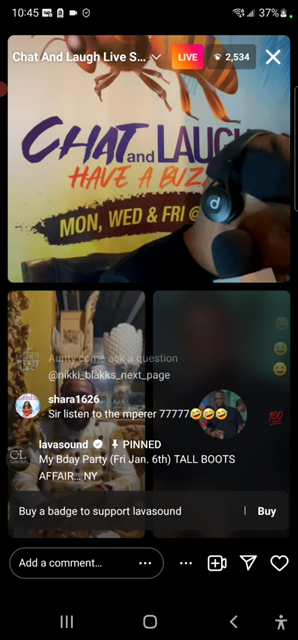 10:45
37%
Chat And Laugh Live S...
LIVE
2,534
CHAT and LAUGH
HAVE A BUZ
MON, WED & FRI @
Aunty come ask a question
@nikki_blakks_next_page
shara1626
Sir listen to the mperer 77777🤣🤣🤣
💯
lavasound PINNED
My Bday Party (Fri Jan. 6th) TALL BOOTS
AFFAIR... NY
Buy a badge to support lavasound | Buy
Add a comment...